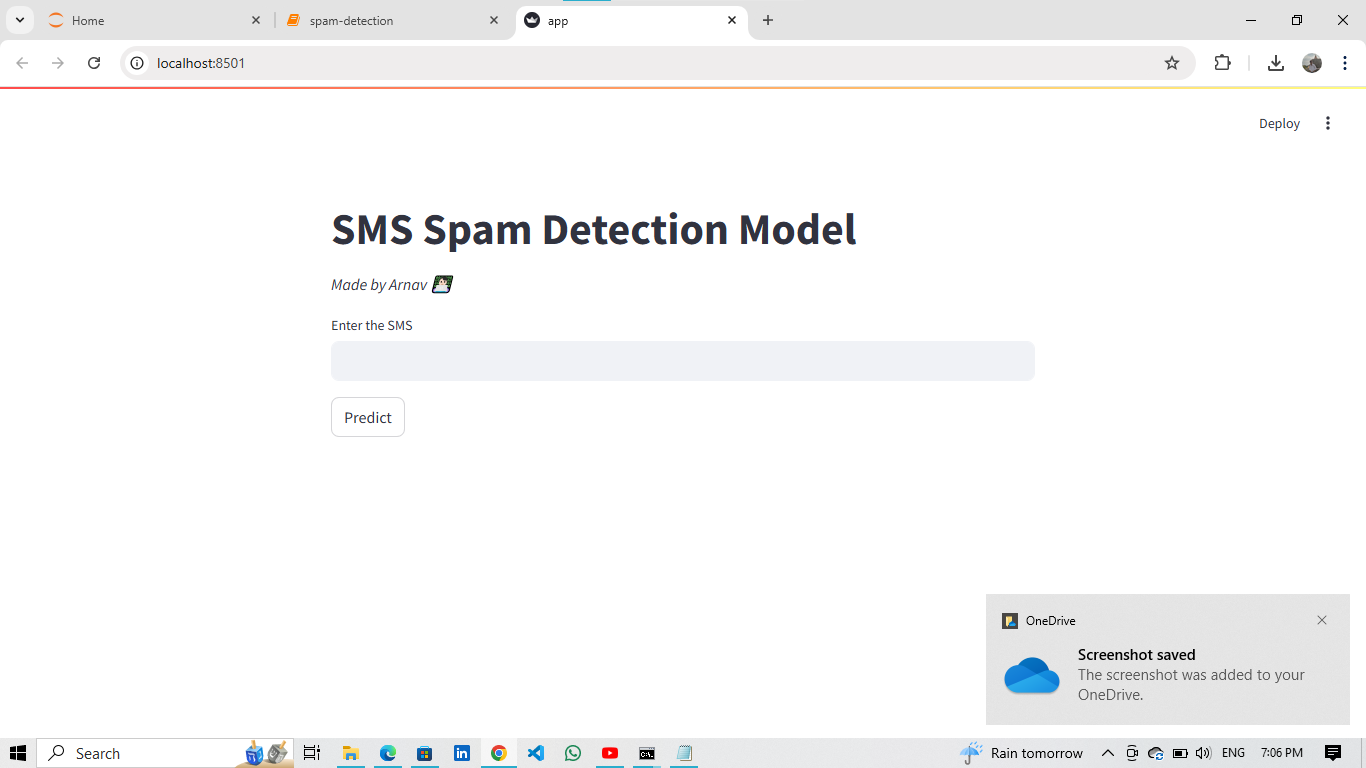 Home
spam-detection
app
localhost:8501
Deploy
SMS Spam Detection Model
Made by Arnav
Enter the SMS
Predict
OneDrive
Screenshot saved
The screenshot was added to your
OneDrive.
Search
Rain tomorrow
ENG
7:06 PM